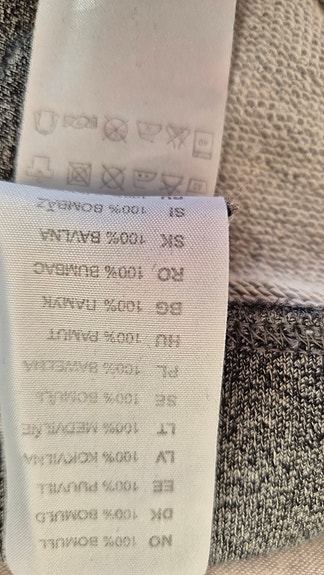 NO 100% BOMULL
DK 100% BOMULD
EE 100% PUUVILL
LV 100% KOKVILNA
LT 100% MEDVILNĖ
SE 100% BOMULL
PL 100% BAWEŁNA
HU 100% PAMUT
BG 100% ПАМУК
RO 100% BUMBAC
SK 100% BAVLNA
SI 100% BOMBAŽ